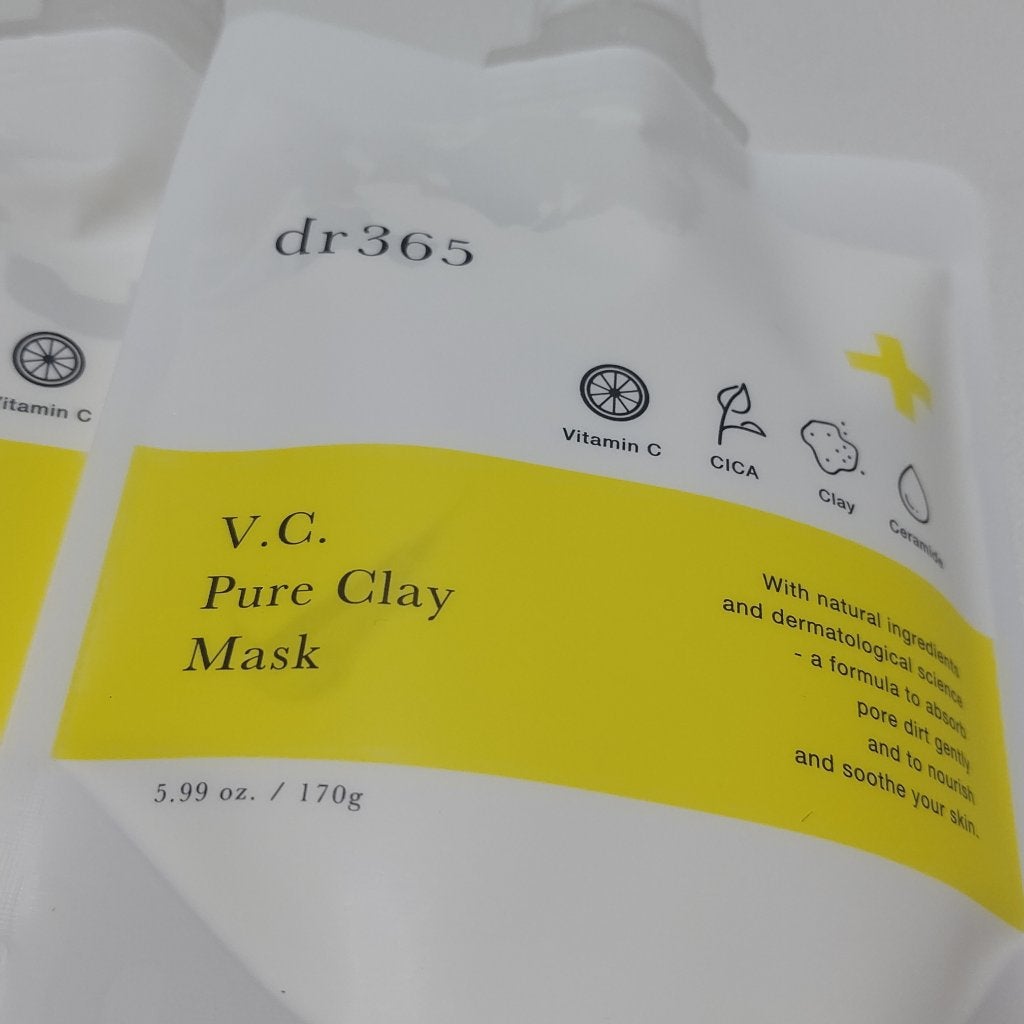 dr365
Vitamin C
Vitamin C
CICA
Clay
Ceramide
V.C.
Pure Clay
Mask
With natural ingredients
and dermatological science
- a formula to absorb
pore dirt gently
and to nourish
and soothe your skin.
5.99 oz. / 170g